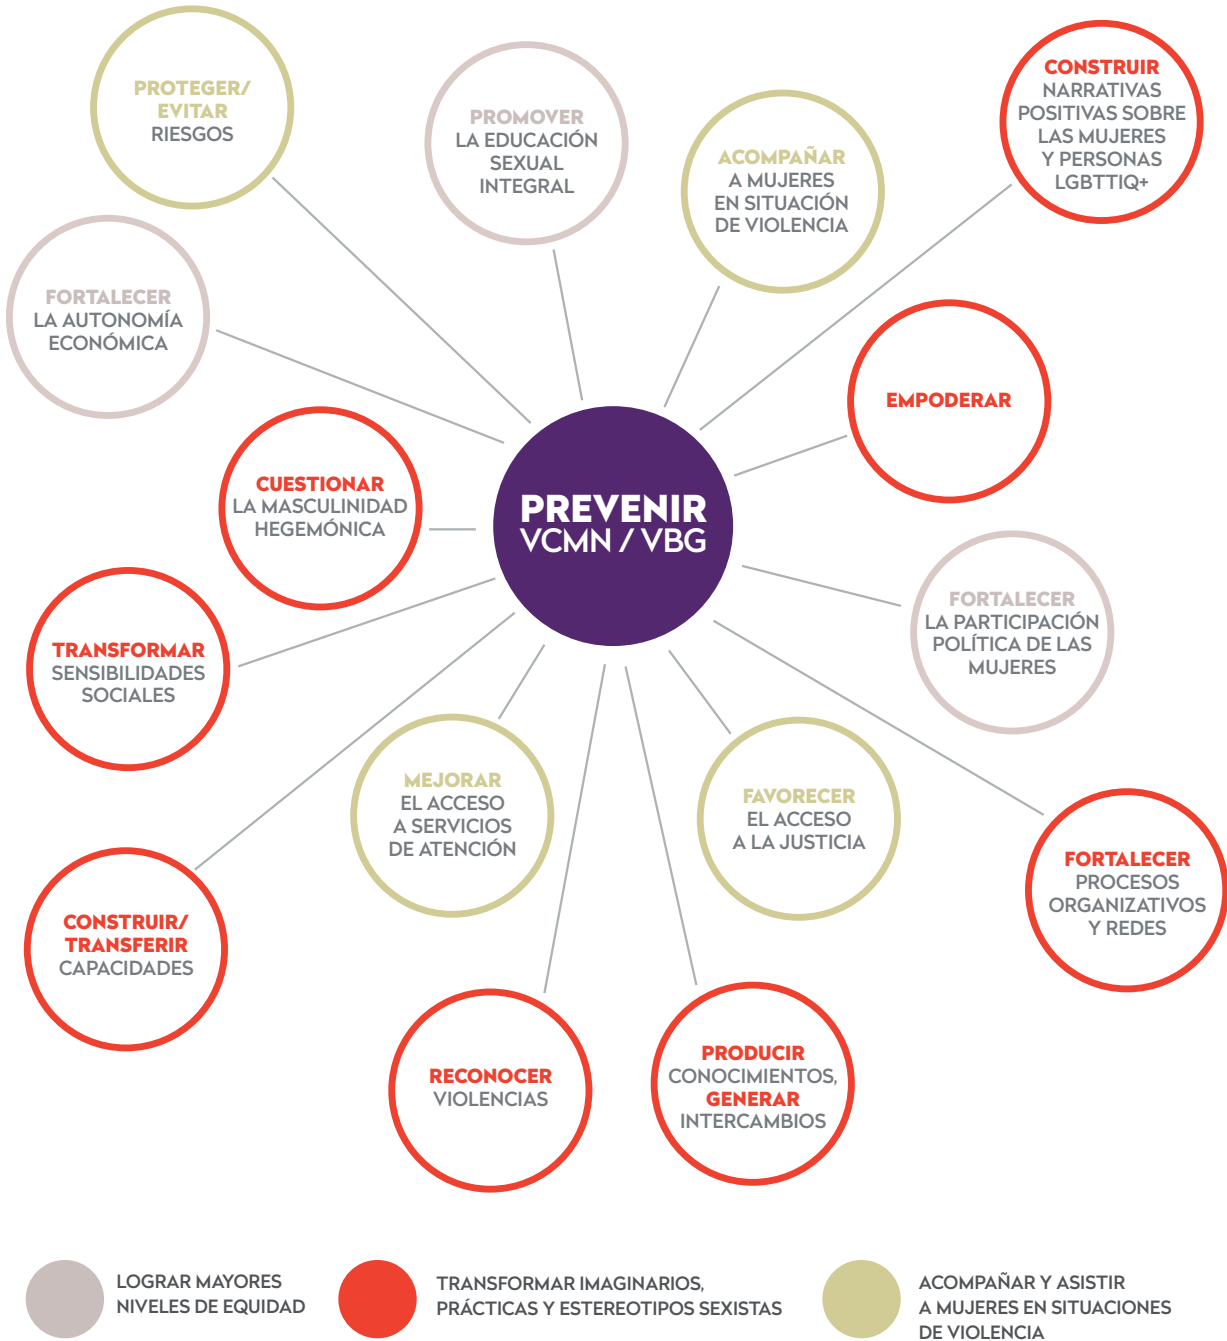 PROTEGER/
EVITAR
RIESGOS
PROMOVER
LA EDUCACIÓN
SEXUAL
INTEGRAL
ACOMPAÑAR
A MUJERES
EN SITUACIÓN
DE VIOLENCIA
CONSTRUIR
NARRATIVAS
POSITIVAS SOBRE
LAS MUJERES
Y PERSONAS
LGBTTIQ+
FORTALECER
LA AUTONOMÍA
ECONÓMICA
EMPODERAR
CUESTIONAR
LA MASCULINIDAD
HEGEMÓNICA
PREVENIR
VCMN / VBG
FORTALECER
LA PARTICIPACIÓN
POLÍTICA DE LAS
MUJERES
TRANSFORMAR
SENSIBILIDADES
SOCIALES
MEJORAR
EL ACCESO
A SERVICIOS
DE ATENCIÓN
FAVORECER
EL ACCESO
A LA JUSTICIA
FORTALECER
PROCESOS
ORGANIZATIVOS
Y REDES
CONSTRUIR/
TRANSFERIR
CAPACIDADES
RECONOCER
VIOLENCIAS
PRODUCIR
CONOCIMIENTOS,
GENERAR
INTERCAMBIOS
LOGRAR MAYORES
NIVELES DE EQUIDAD
TRANSFORMAR IMAGINARIOS,
PRÁCTICAS Y ESTEREOTIPOS SEXISTAS
ACOMPAÑAR Y ASISTIR
A MUJERES EN SITUACIONES
DE VIOLENCIA